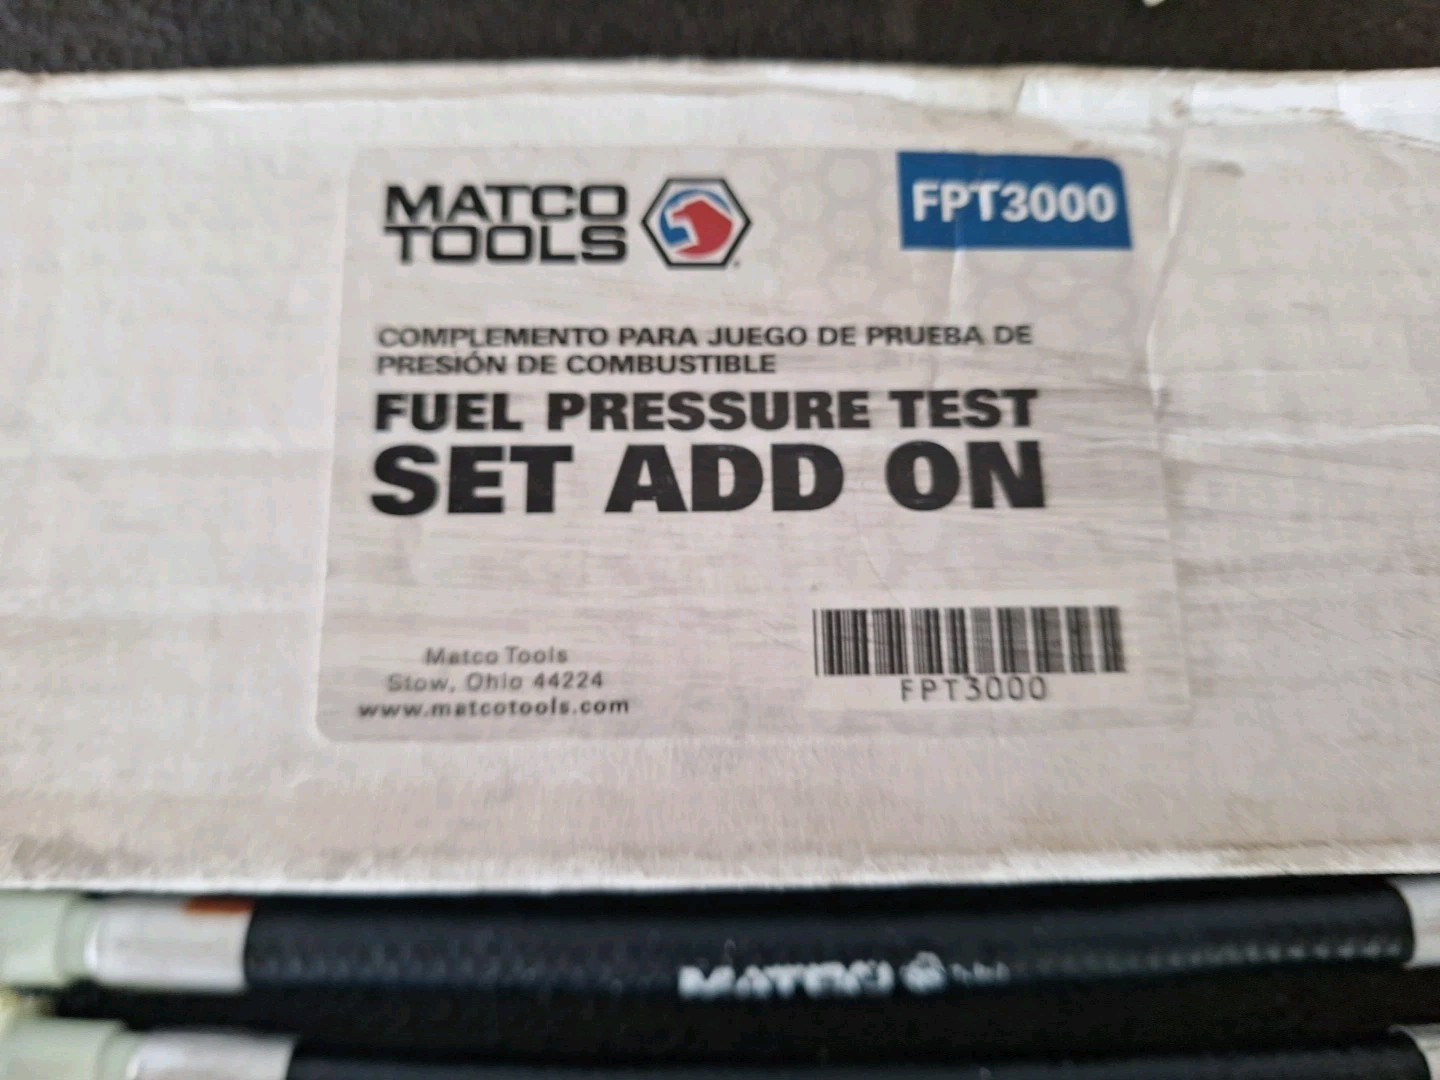 MATCO
TOOLS
FPT3000
COMPLEMENTO PARA JUEGO DE PRUEBA DE
PRESIÓN DE COMBUSTIBLE
FUEL PRESSURE TEST
SET ADD ON
Matco Tools
Stow, Ohio 44224
www.matcotools.com
FPT3000
MATCO